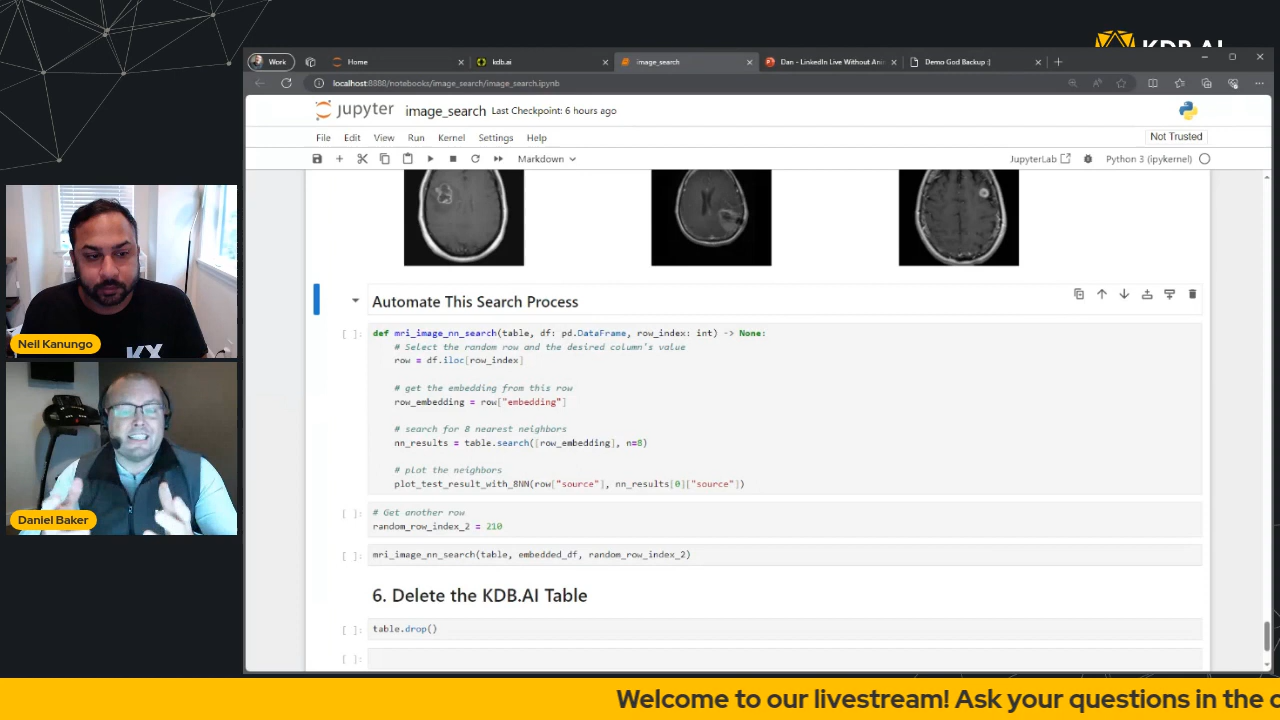 KDB.AI
Work
Home
kdb.ai
image_search
Dan - LinkedIn Live Without Ani
Demo God Backup :)
localhost:8888/notebooks/image_search/image_search.ipynb
jupyter image_search Last Checkpoint: 6 hours ago
File Edit View Run Kernel Settings Help
Not Trusted
Markdown
JupyterLab
Python 3 (ipykernel)
Automate This Search Process
[ ]:
def mri_image_nn_search(table, df: pd.DataFrame, row_index: int) -> None:
# Select the random row and the desired column's value
row = df.iloc[row_index]
# get the embedding from this row
row_embedding = row["embedding"]
# search for 8 nearest neighbors
nn_results = table.search([row_embedding], n=8)
# plot the neighbors
plot_test_result_with_8NN(row["source"], nn_results[0]["source"])
[ ]:
# Get another row
random_row_index_2 = 210
[ ]:
mri_image_nn_search(table, embedded_df, random_row_index_2)
6. Delete the KDB.AI Table
[ ]:
table.drop()
[ ]:
KX
Neil Kanungo
Daniel Baker
Welcome to our livestream! Ask your questions in the